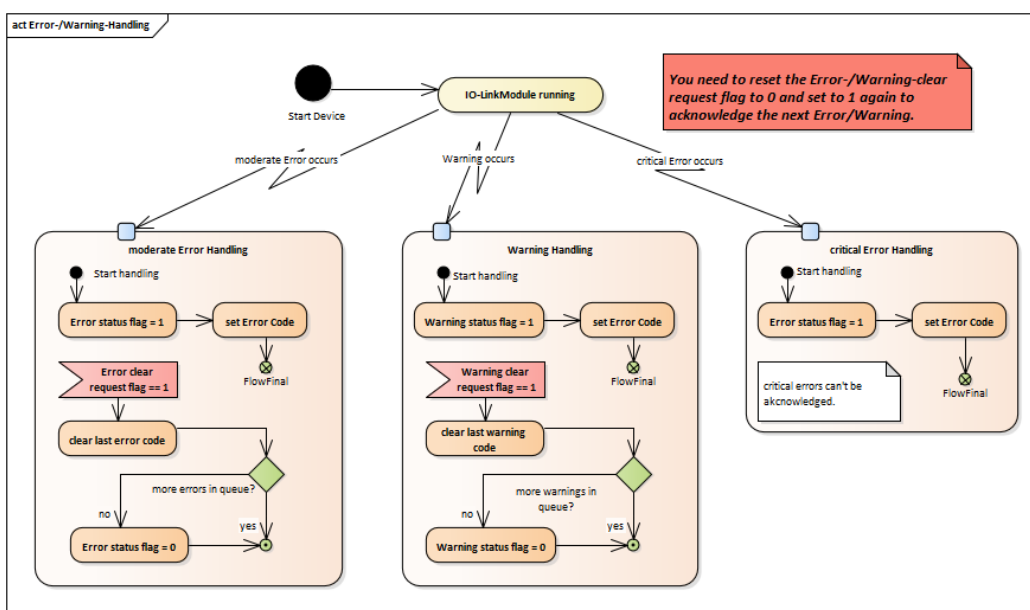 act Error-/Warning-Handling
Start Device
IO-LinkModule running
You need to reset the Error-/Warning-clear
request flag to 0 and set to 1 again to
acknowledge the next Error/Warning.
moderate Error occurs
Warning occurs
critical Error occurs
moderate Error Handling
Start handling
Error status flag = 1
set Error Code
FlowFinal
Error clear
request flag == 1
clear last error code
more errors in queue?
no
yes
Error status flag = 0
Warning Handling
Start handling
Warning status flag = 1
set Error Code
FlowFinal
Warning clear
request flag == 1
clear last warning
code
more warnings in
queue?
no
yes
Warning status flag = 0
critical Error Handling
Start handling
Error status flag = 1
set Error Code
FlowFinal
critical errors can't be
akcnowledged.